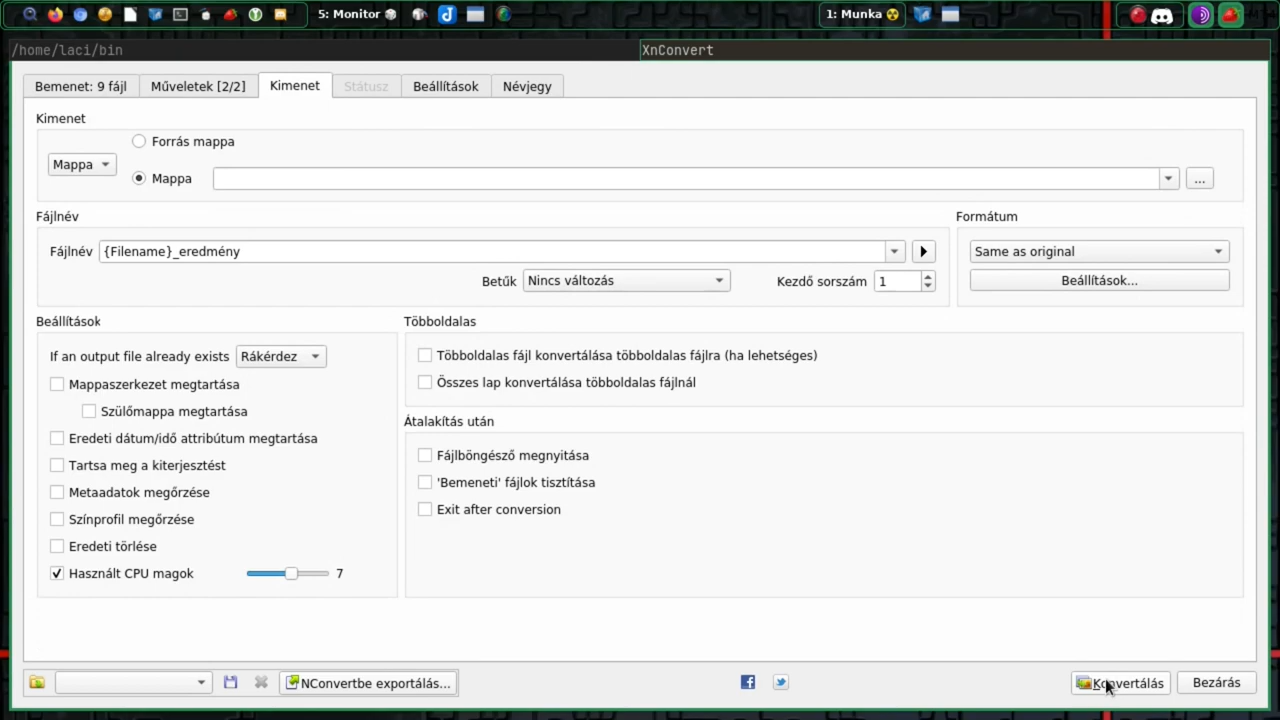 5: Monitor
1: Munka
/home/laci/bin
XnConvert
Bemenet: 9 fájl
Műveletek [2/2]
Kimenet
Státusz
Beállítások
Névjegy
Kimenet
Forrás mappa
Mappa
Mappa
...
Fájlnév
Formátum
Fájlnév
{Filename}_eredmény
Same as original
Betűk
Nincs változás
Kezdő sorszám
1
Beállítások...
Beállítások
Többoldalas
If an output file already exists
Rákérdez
Többoldalas fájl konvertálása többoldalas fájlra (ha lehetséges)
Mappaszerkezet megtartása
Összes lap konvertálása többoldalas fájlnál
Szülőmappa megtartása
Átalakítás után
Eredeti dátum/idő attribútum megtartása
Fájlböngésző megnyitása
Tartsa meg a kiterjesztést
'Bemeneti' fájlok tisztítása
Metaadatok megőrzése
Exit after conversion
Színprofil megőrzése
Eredeti törlése
Használt CPU magok
7
NConvertbe exportálás...
Konvertálás
Bezárás